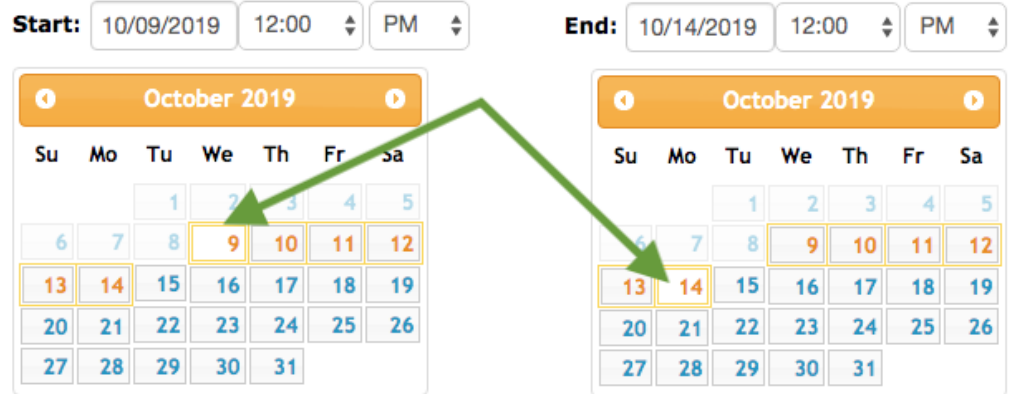 Start: 10/09/2019 12:00 PM End: 10/14/2019 12:00 PM
October 2019
Su Mo Tu We Th Fr Sa
1 2 3 4 5
6 7 8 9 10 11 12
13 14 15 16 17 18 19
20 21 22 23 24 25 26
27 28 29 30 31
October 2019
Su Mo Tu We Th Fr Sa
1 2 3 4 5
6 7 8 9 10 11 12
13 14 15 16 17 18 19
20 21 22 23 24 25 26
27 28 29 30 31